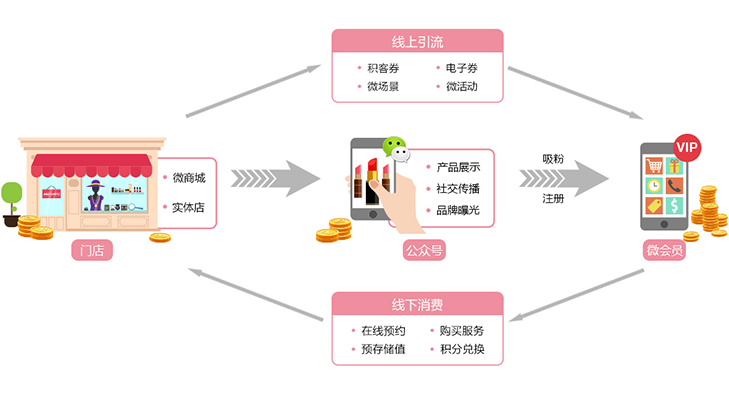 线上引流
积客券 电子券
微场景 微活动
微商城
实体店
门店
产品展示
社交传播
品牌曝光
公众号
吸粉
注册
VIP
$
微会员
线下消费
在线预约 购买服务
预存储值 积分兑换